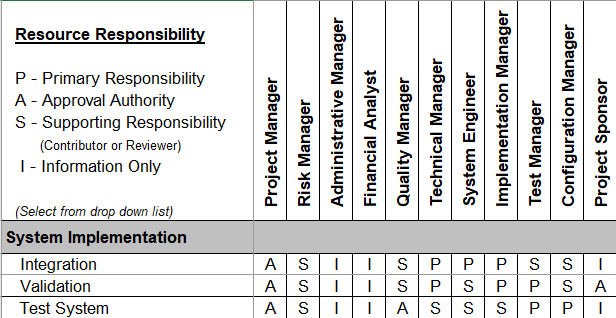 Resource Responsibility
P - Primary Responsibility
A - Approval Authority
S - Supporting Responsibility
(Contributor or Reviewer)
I - Information Only
(Select from drop down list)
Project Manager
Risk Manager
Administrative Manager
Financial Analyst
Quality Manager
Technical Manager
System Engineer
Implementation Manager
Test Manager
Configuration Manager
Project Sponsor
System Implementation
Integration A S I I S P P P S S I
Validation A S I I S P S P P S A
Test System A S I I A S S S P P I